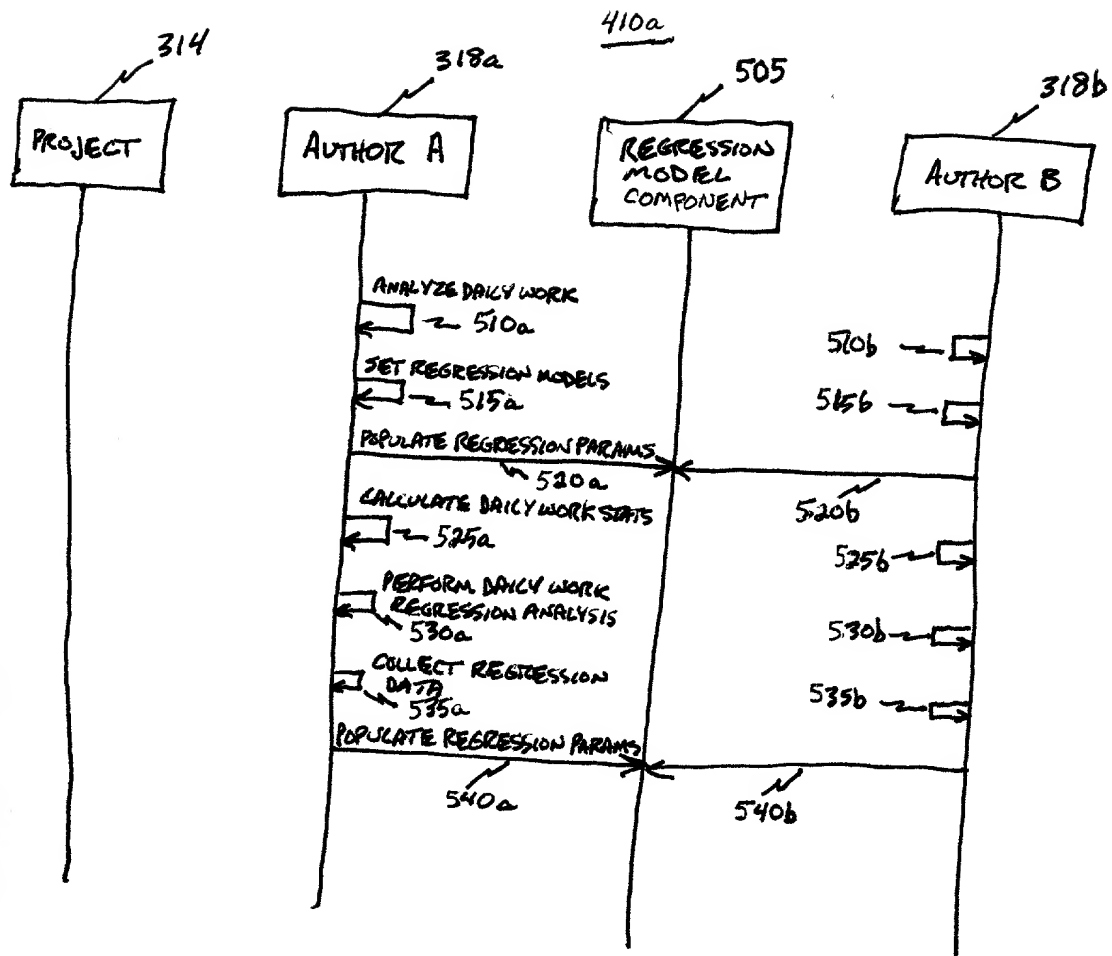 410a
314
318a
505
318b
PROJECT
AUTHOR A
REGRESSION
MODEL
COMPONENT
AUTHOR B
ANALYZE DAILY WORK
510a
510b
SET REGRESSION MODELS
515a
515b
POPULATE REGRESSION PARAMS
520a
520b
CALCULATE DAILY WORK STATS
525a
525b
PERFORM DAILY WORK
REGRESSION ANALYSIS
530a
530b
COLLECT REGRESSION
DATA
535a
535b
POPULATE REGRESSION PARAMS
540a
540b